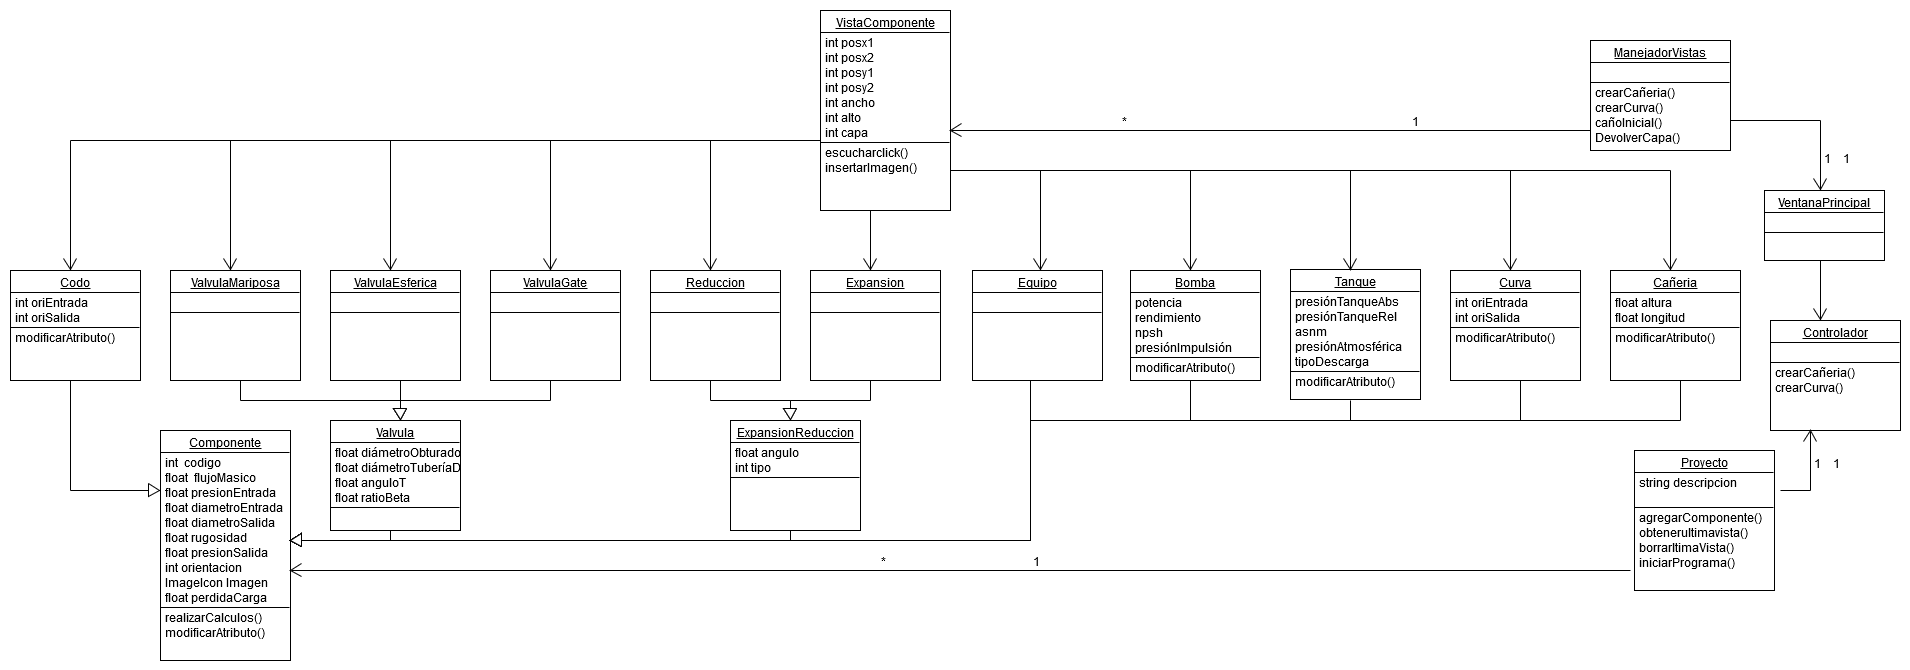 VistaComponente
int posx1
int posx2
int posy1
int posy2
int ancho
int alto
int capa
escucharclick()
insertarImagen()
ManejadorVistas
crearCañeria()
crearCurva()
cañoInicial()
DevolverCapa()
* 1
1 1
VentanaPrincipal
Codo
int oriEntrada
int oriSalida
modificarAtributo()
ValvulaMariposa
ValvulaEsferica
ValvulaGate
Reduccion
Expansion
Equipo
Bomba
potencia
rendimiento
npsh
presiónImpulsión
modificarAtributo()
Tanque
presiónTanqueAbs
presiónTanqueRel
asnm
presiónAtmosférica
tipoDescarga
modificarAtributo()
Curva
int oriEntrada
int oriSalida
modificarAtributo()
Cañeria
float altura
float longitud
modificarAtributo()
Controlador
crearCañeria()
crearCurva()
Componente
int codigo
float flujoMasico
float presionEntrada
float diametroEntrada
float diametroSalida
float rugosidad
float presionSalida
int orientacion
ImageIcon Imagen
float perdidaCarga
realizarCalculos()
modificarAtributo()
Valvula
float diámetroObturado
float diámetroTuberíaD
float anguloT
float ratioBeta
ExpansionReduccion
float angulo
int tipo
Proyecto
string descripcion
agregarComponente()
obtenerultimavista()
borrarltimaVista()
iniciarPrograma()
1 1
* 1